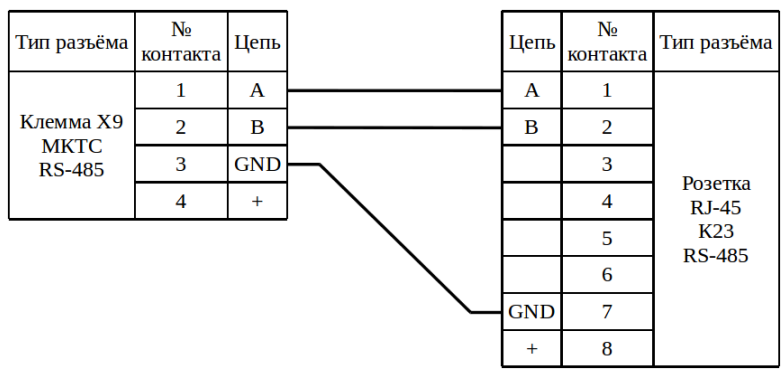 Тип разъёма
№
контакта
Цепь
Клемма X9
МКТС
RS-485
1
A
2
B
3
GND
4
+
Цепь
№
контакта
Тип разъёма
A
1
B
2
3
4
5
6
GND
7
+
8
Розетка
RJ-45
К23
RS-485